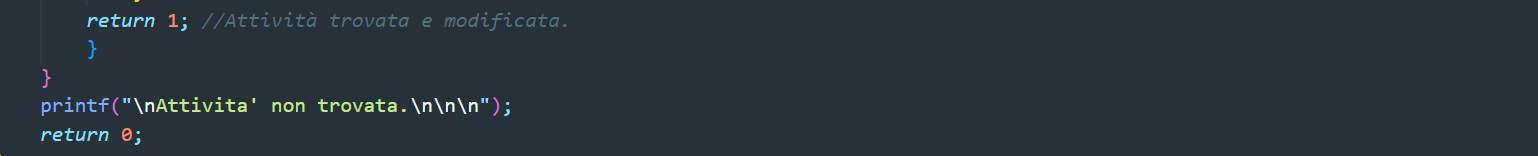 return 1; //Attività trovata e modificata.
}
}
printf("\nAttivita' non trovata.\n\n\n");
return 0;